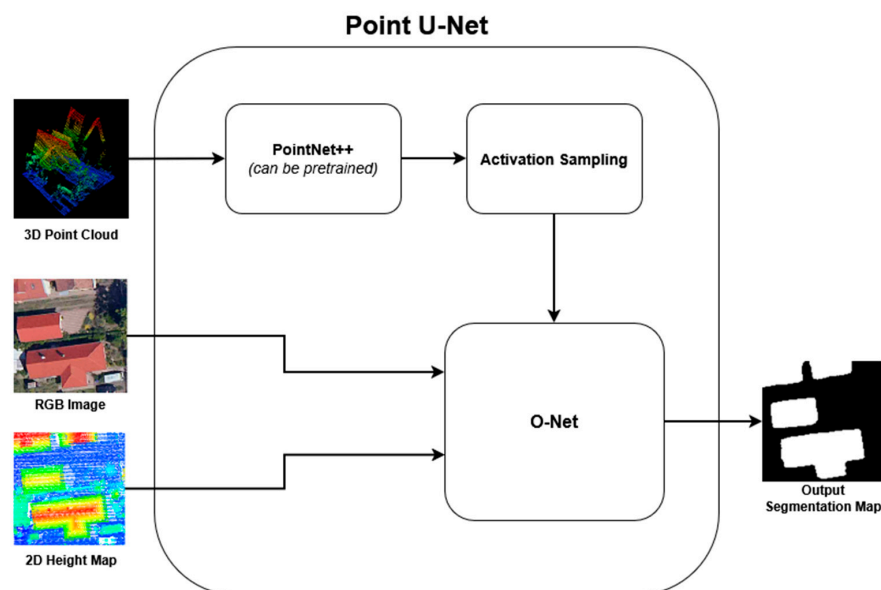 Point U-Net
PointNet++
(can be pretrained)
Activation Sampling
3D Point Cloud
RGB Image
O-Net
2D Height Map
Output
Segmentation Map